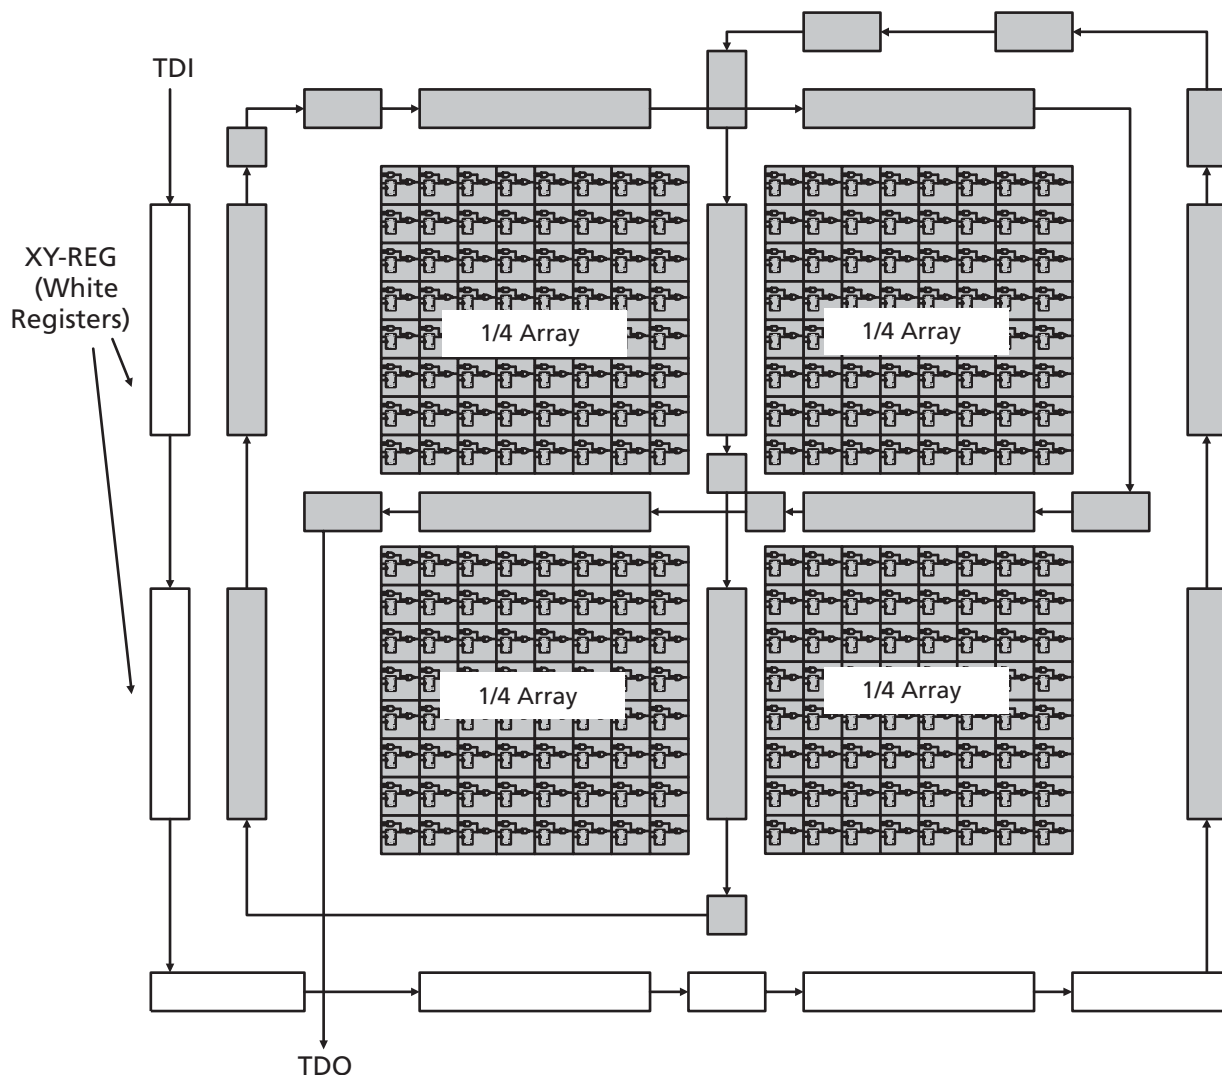 TDI
XY-REG
(White
Registers)
1/4 Array
1/4 Array
1/4 Array
1/4 Array
TDO